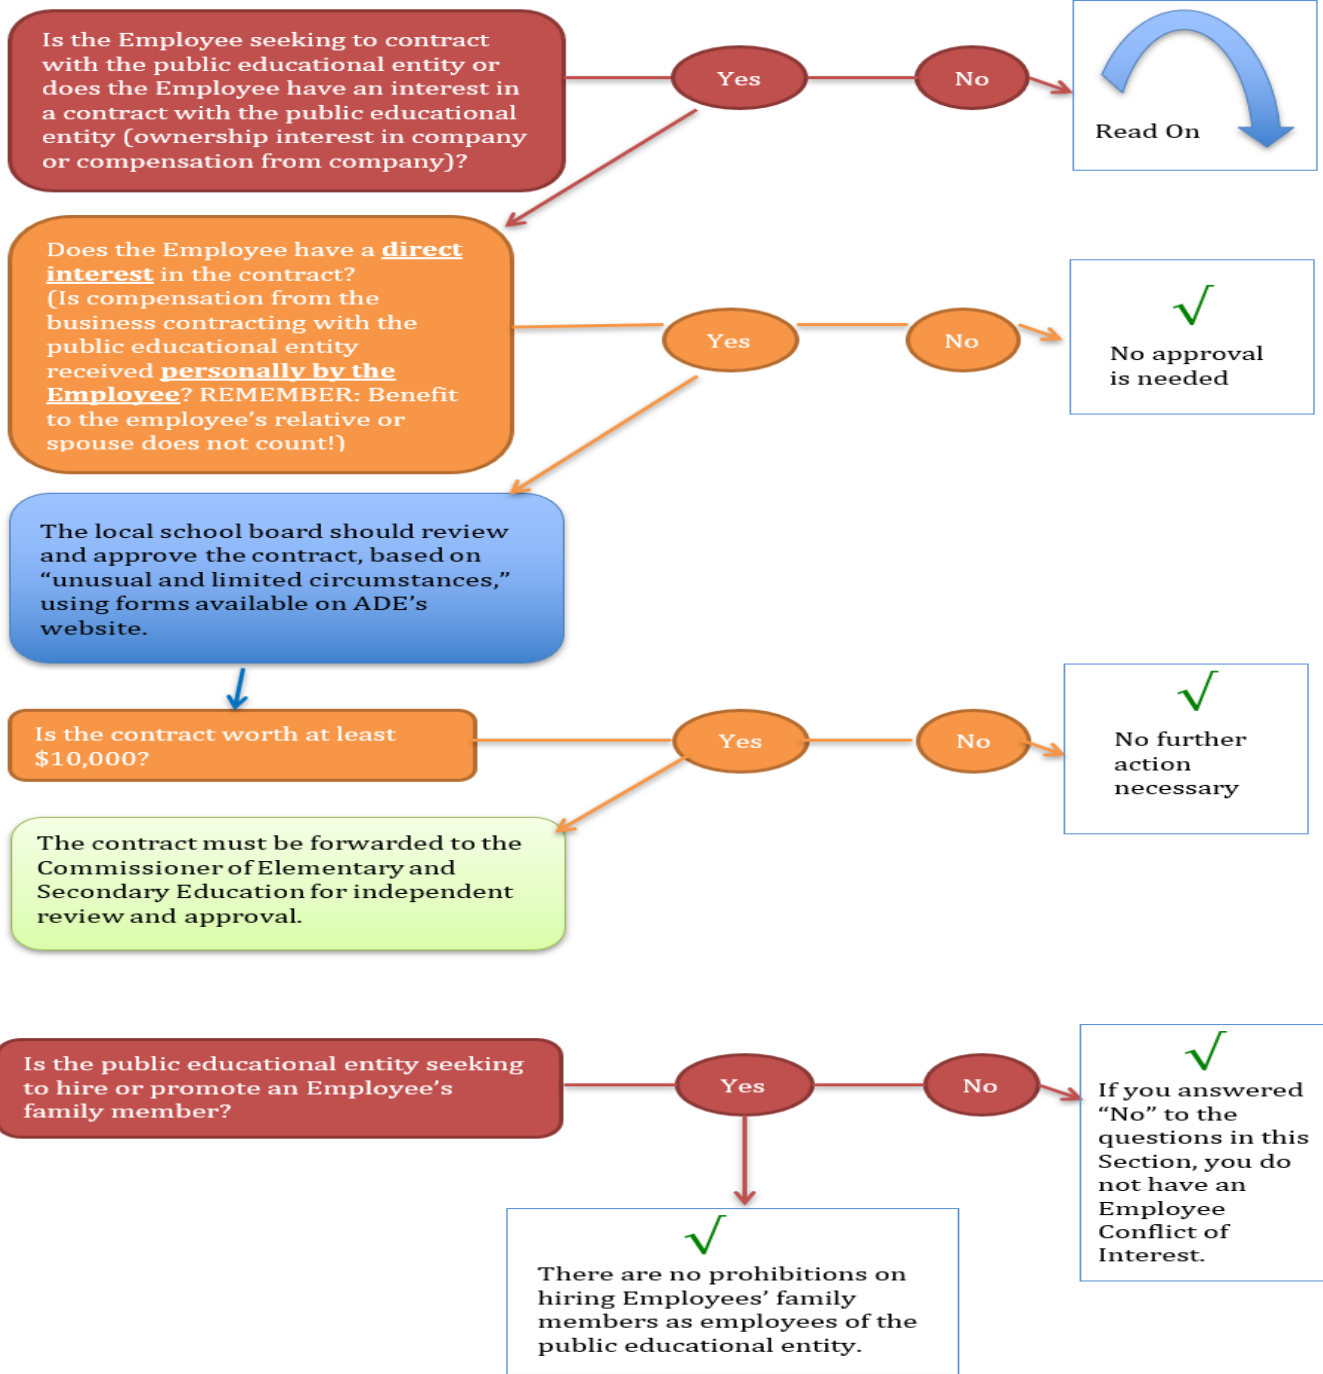 Is the Employee seeking to contract
with the public educational entity or
does the Employee have an interest in
a contract with the public educational
entity (ownership interest in company
or compensation from company)?
Yes
No
Read On
Does the Employee have a direct
interest in the contract?
(Is compensation from the
business contracting with the
public educational entity
received personally by the
Employee? REMEMBER: Benefit
to the employee's relative or
spouse does not count!)
Yes
No
√
No approval
is needed
The local school board should review
and approve the contract, based on
“unusual and limited circumstances,”
using forms available on ADE's
website.
Is the contract worth at least
$10,000?
Yes
No
√
No further
action
necessary
The contract must be forwarded to the
Commissioner of Elementary and
Secondary Education for independent
review and approval.
Is the public educational entity seeking
to hire or promote an Employee's
family member?
Yes
No
√
If you answered
“No” to the
questions in this
Section, you do
not have an
Employee
Conflict of
Interest.
√
There are no prohibitions on
hiring Employees' family
members as employees of the
public educational entity.